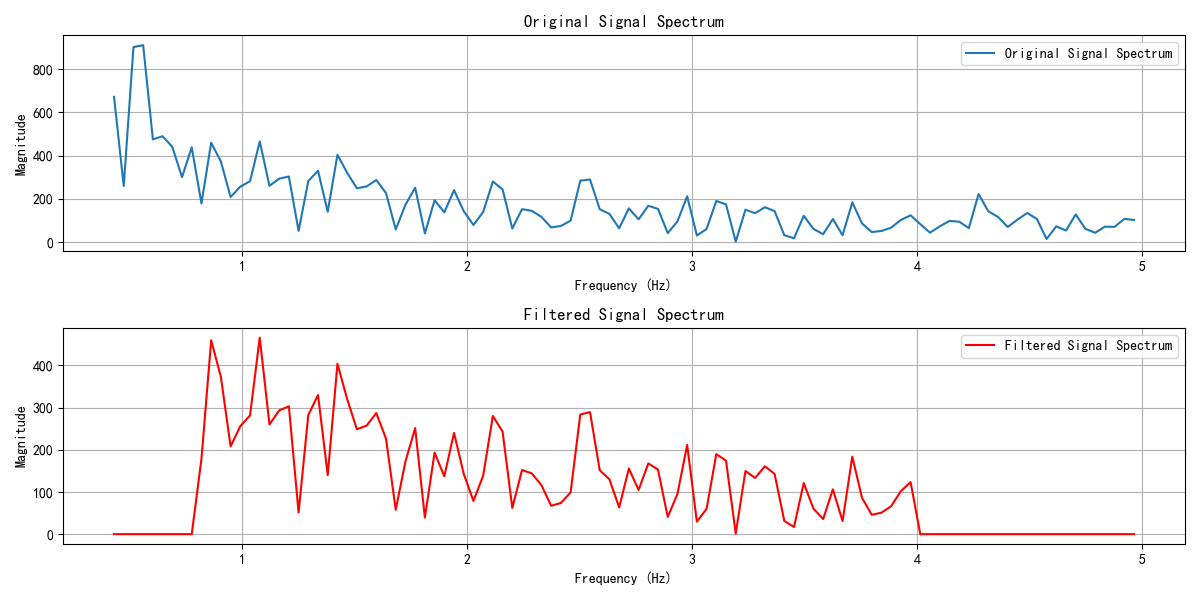 Original Signal Spectrum
Original Signal Spectrum
800
600
400
200
0
Magnitude
1 2 3 4 5
Frequency (Hz)
Filtered Signal Spectrum
Filtered Signal Spectrum
400
300
200
100
0
Magnitude
1 2 3 4 5
Frequency (Hz)